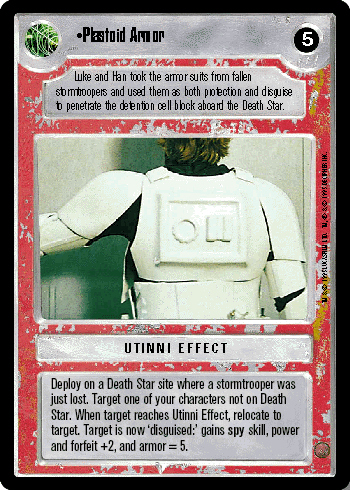 •Plastoid Armor
5
Luke and Han took the armor suits from fallen
stormtroopers and used them as both protection and disguise
to penetrate the detention cell block aboard the Death Star.
UTINNI EFFECT
Deploy on a Death Star site where a stormtrooper was
just lost. Target one of your characters not on Death
Star. When target reaches Utinni Effect, relocate to
target. Target is now 'disguised:' gains spy skill, power
and forfeit +2, and armor = 5.